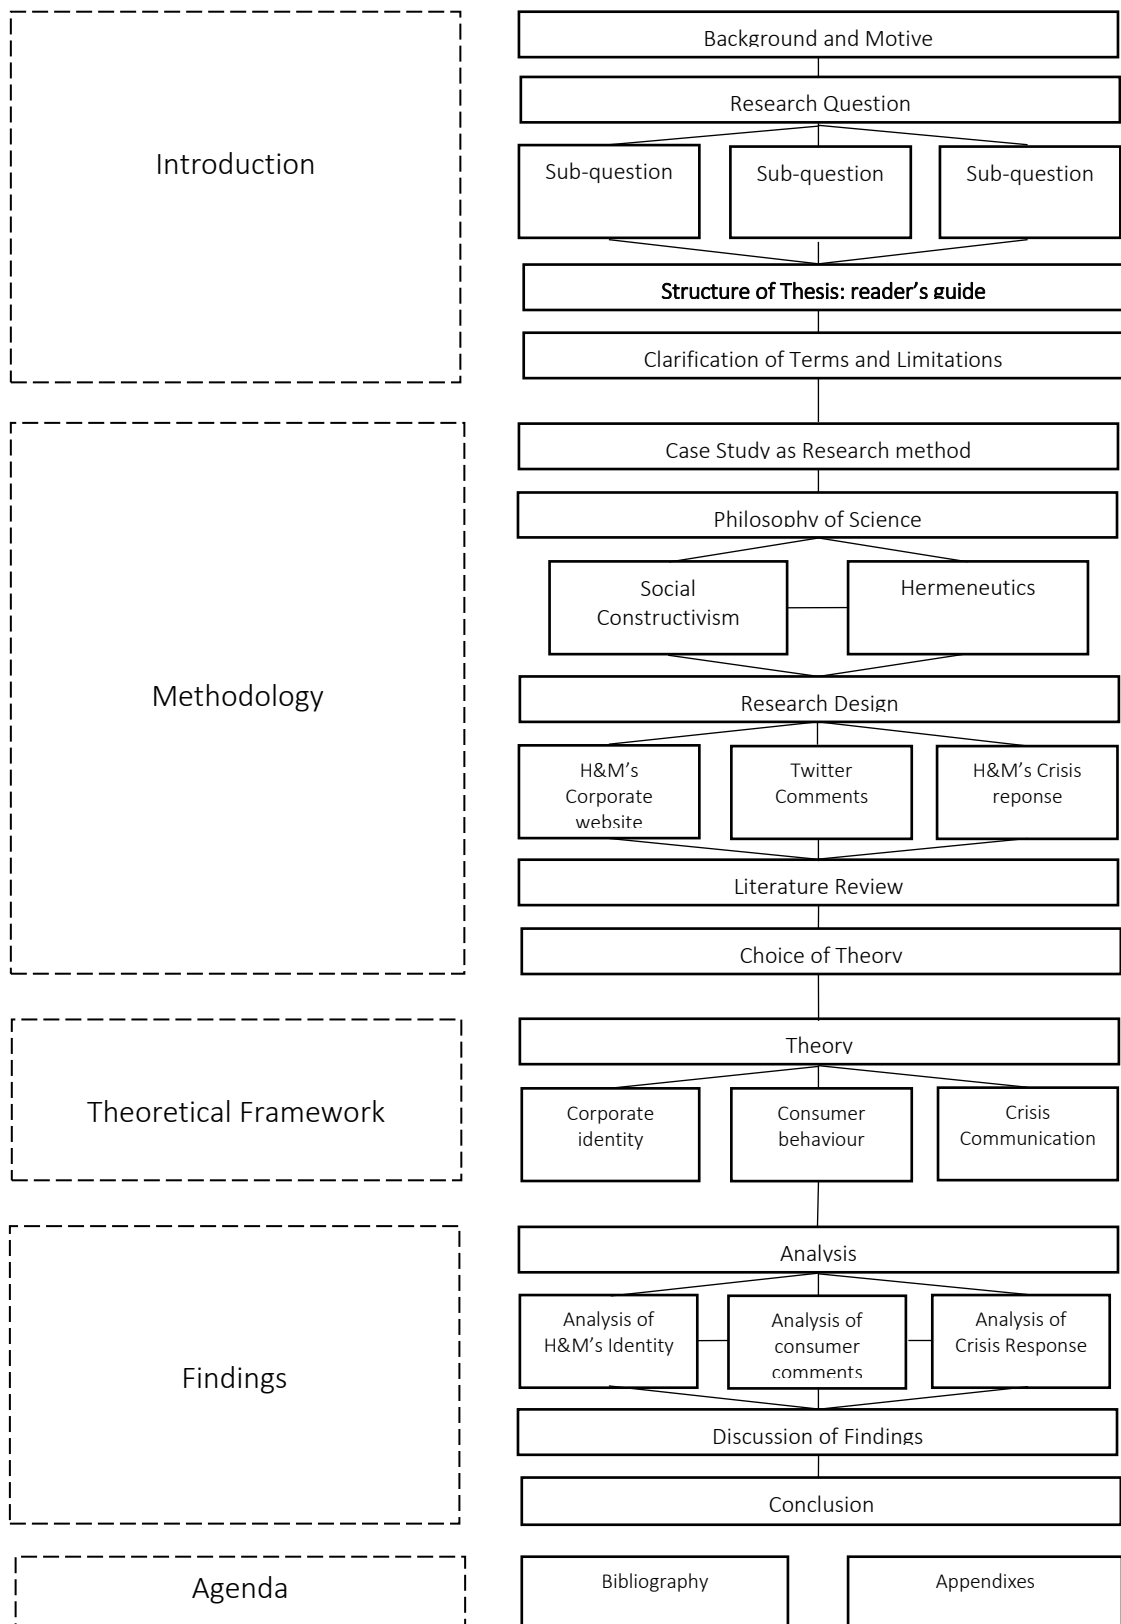 Introduction
Background and Motive
Research Question
Sub-question
Sub-question
Sub-question
Structure of Thesis: reader's guide
Clarification of Terms and Limitations
Methodology
Case Study as Research method
Philosophy of Science
Social
Constructivism
Hermeneutics
Research Design
H&M's
Corporate
website
Twitter
Comments
H&M's Crisis
reponse
Literature Review
Choice of Theory
Theoretical Framework
Theory
Corporate
identity
Consumer
behaviour
Crisis
Communication
Findings
Analysis
Analysis of
H&M's Identity
Analysis of
consumer
comments
Analysis of
Crisis Response
Discussion of Findings
Conclusion
Agenda
Bibliography
Appendixes